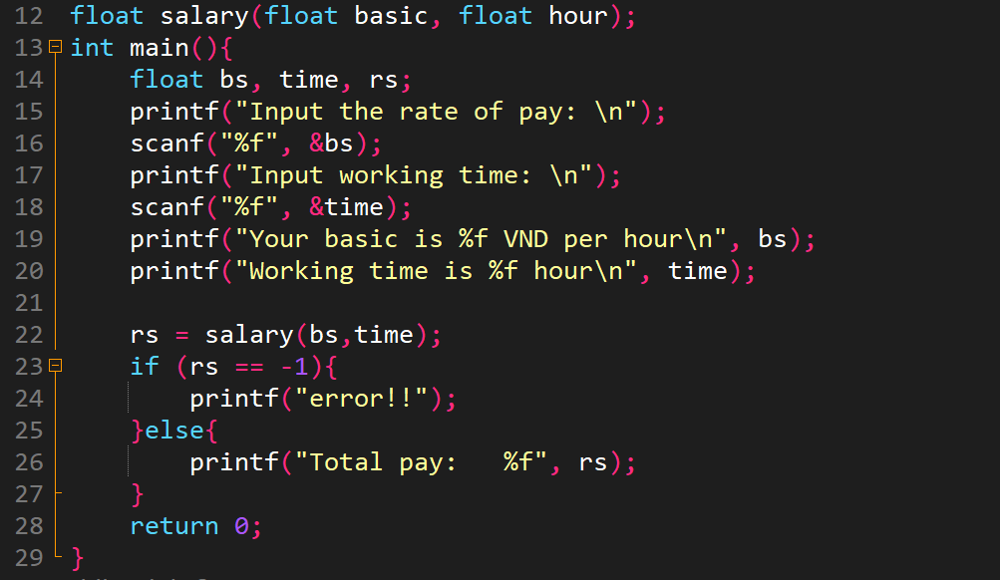 12 float salary(float basic, float hour);
13 int main(){
14     float bs, time, rs;
15     printf("Input the rate of pay: \n");
16     scanf("%f", &bs);
17     printf("Input working time: \n");
18     scanf("%f", &time);
19     printf("Your basic is %f VND per hour\n", bs);
20     printf("Working time is %f hour\n", time);
21
22     rs = salary(bs,time);
23     if (rs == -1){
24         printf("error!!");
25     }else{
26         printf("Total pay:   %f", rs);
27     }
28     return 0;
29 }